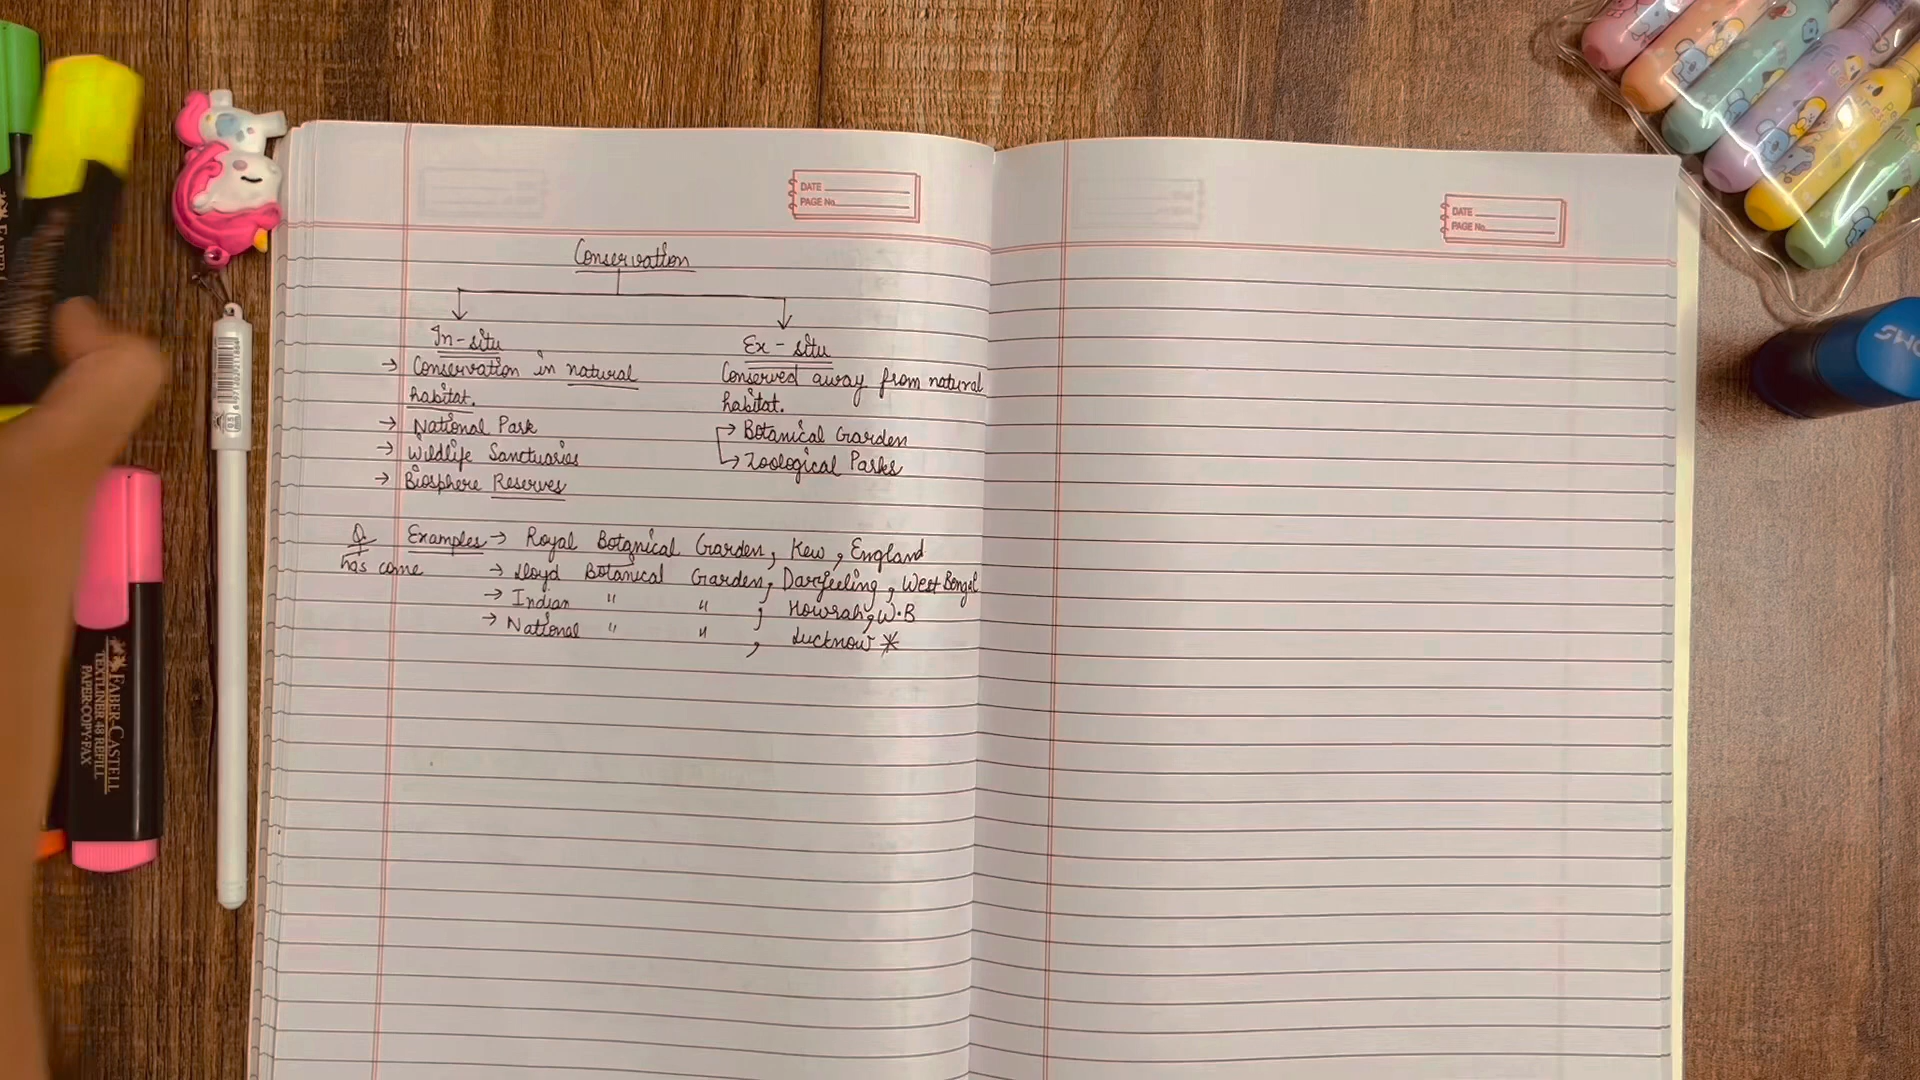 DATE
PAGE No.
DATE
PAGE No.
Conservation
In-situ
→ Conservation in natural
habitat.
→ National Park
→ Wildlife Sanctuaries
→ Biosphere Reserves
Ex-situ
Conserved away from natural
habitat.
→ Botanical Garden
→ Zoological Parks
Q has come
Examples → Royal Botanical Garden, Kew, England
→ Lloyd Botanical Garden, Darjeeling, West Bengal
→ Indian " " , Howrah, W.B
→ National " " , Lucknow *
FABER-CASTELL
TEXTLINER 48 REFILL
PAPER-COPY-FAX